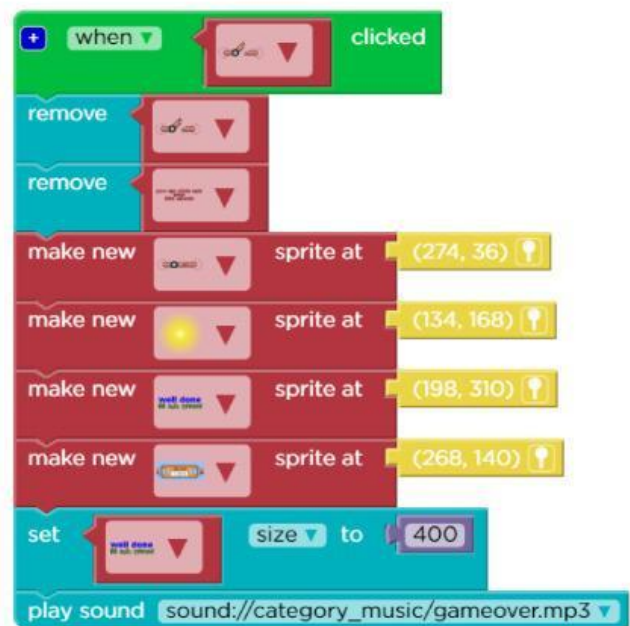 + when ▼ clicked
remove
remove
make new sprite at (274, 36)
make new sprite at (134, 168)
make new sprite at (198, 310)
well done
make new sprite at (268, 140)
set size ▼ to 400
well done
play sound sound://category_music/gameover.mp3 ▼